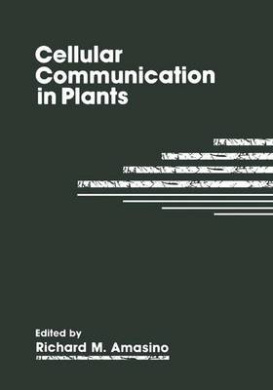 Cellular
Communication
in Plants
Edited by
Richard M. Amasino